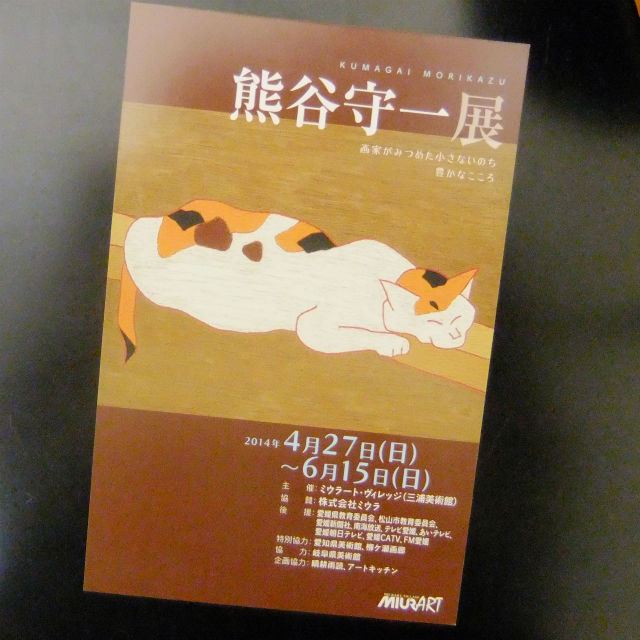 KUMAGAI MORIKAZU
熊谷守一展
画家がみつめた小さないのち
豊かなこころ
2014年 4月27日(日)
～6月15日(日)
主　催:ミウラート・ヴィレッジ(三浦美術館)
協　賛:株式会社ミウラ
後　援:愛媛県教育委員会、松山市教育委員会、
愛媛新聞社、南海放送、テレビ愛媛、あいテレビ、
愛媛朝日テレビ、愛媛CATV、FM愛媛
特別協力:愛知県美術館、柳ケ瀬画廊
協　力:岐阜県美術館
企画協力:晴耕雨読、アートキッチン
MIURART